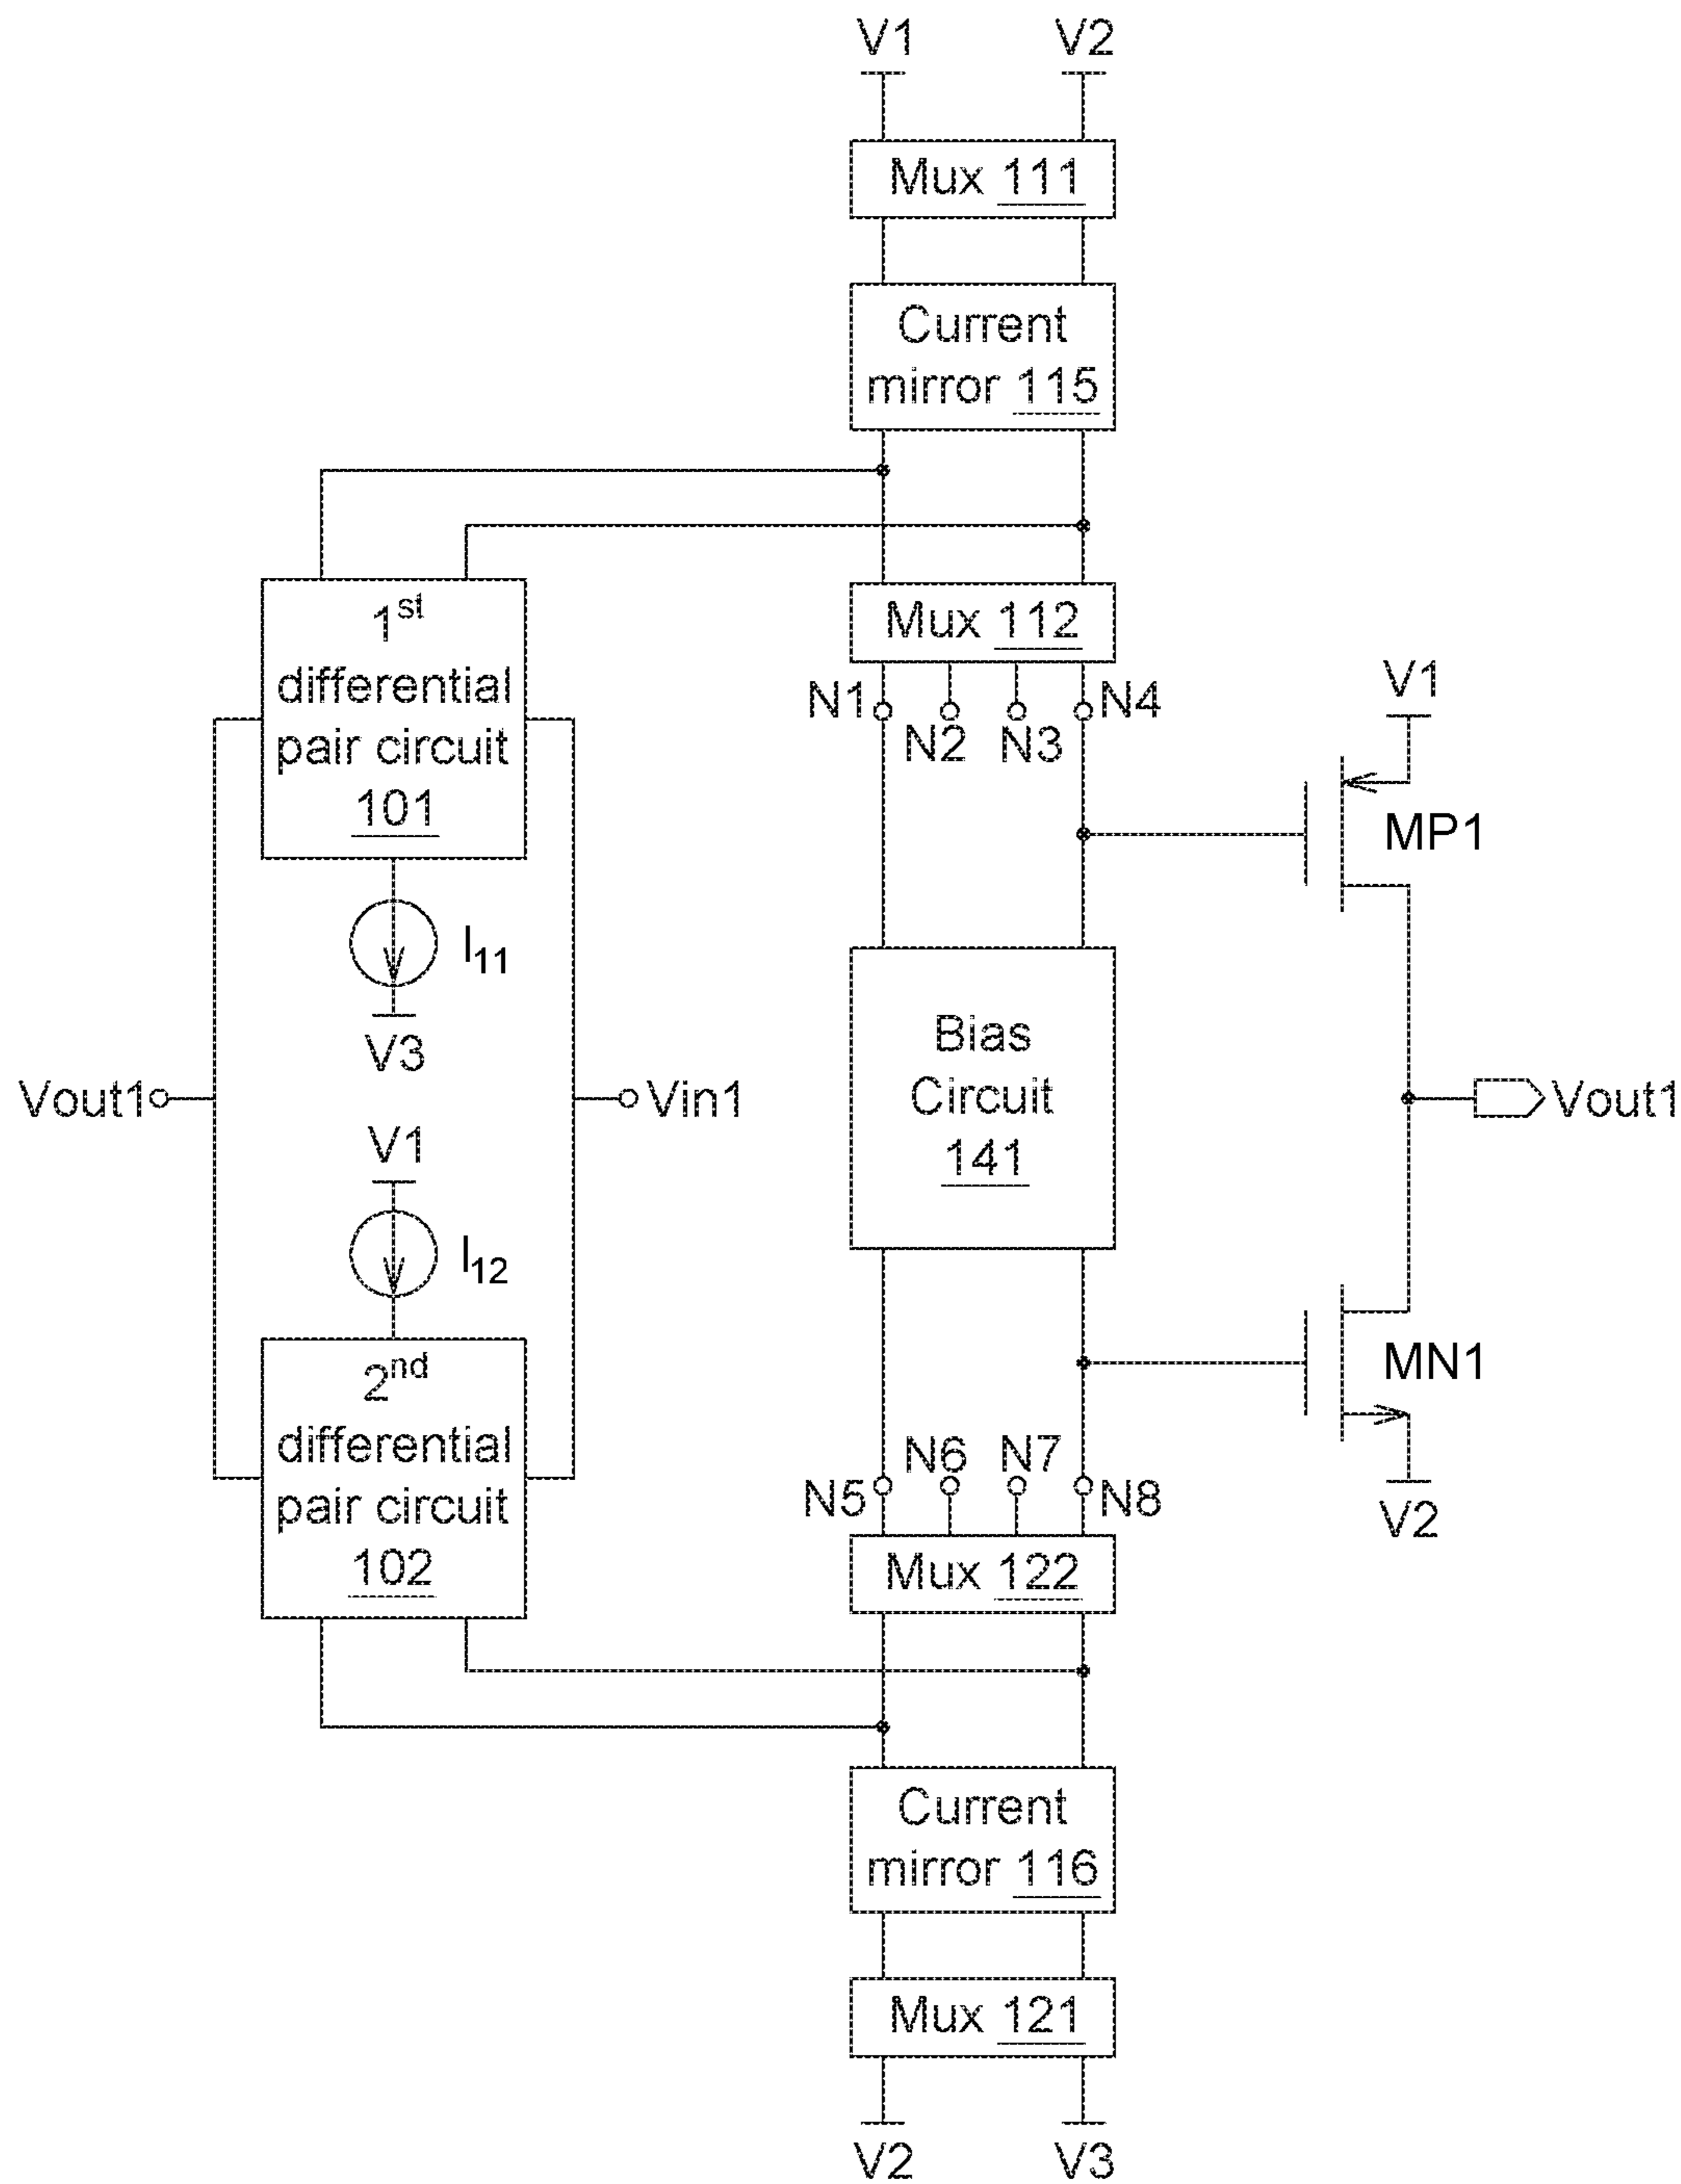 V1 V2
Mux 111
Current
mirror 115
1st
differential
pair circuit
101
Mux 112
N1 N4
N2 N3
V1
MP1
I11
V3
Bias
Circuit
141
Vout1 Vin1
Vout1
V1
I12
2nd
differential
pair circuit
102
MN1
N6 N7
N5 N8
V2
Mux 122
Current
mirror 116
Mux 121
V2 V3